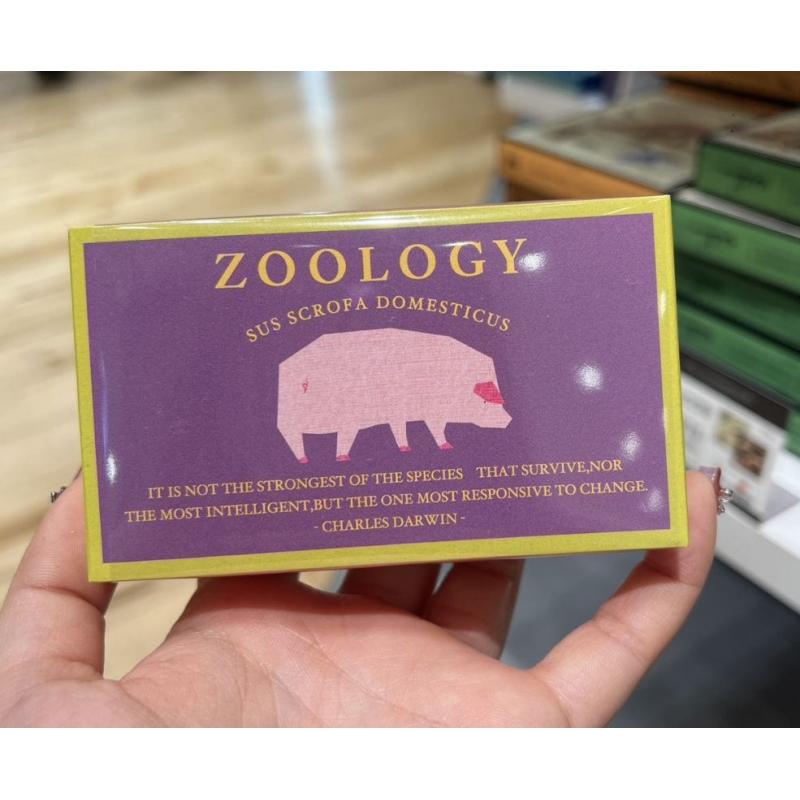 ZOOLOGY
SUS SCROFA DOMESTICUS
IT IS NOT THE STRONGEST OF THE SPECIES THAT SURVIVE,NOR
THE MOST INTELLIGENT,BUT THE ONE MOST RESPONSIVE TO CHANGE.
- CHARLES DARWIN -